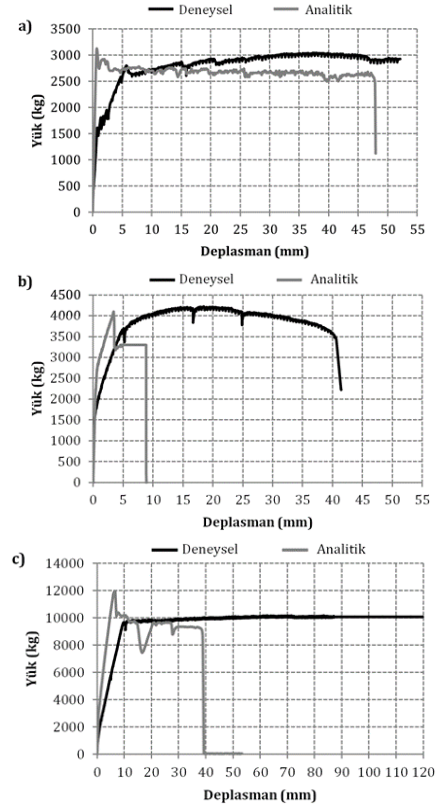 a)
Deneysel Analitik
3500
3000
2500
2000
1500
1000
500
0
Yük (kg)
0 5 10 15 20 25 30 35 40 45 50 55
Deplasman (mm)
b)
Deneysel Analitik
4500
4000
3500
3000
2500
2000
1500
1000
500
0
Yük (kg)
0 5 10 15 20 25 30 35 40 45 50 55
Deplasman (mm)
c)
Deneysel Analitik
14000
12000
10000
8000
6000
4000
2000
0
Yük (kg)
0 10 20 30 40 50 60 70 80 90 100 110 120
Deplasman (mm)